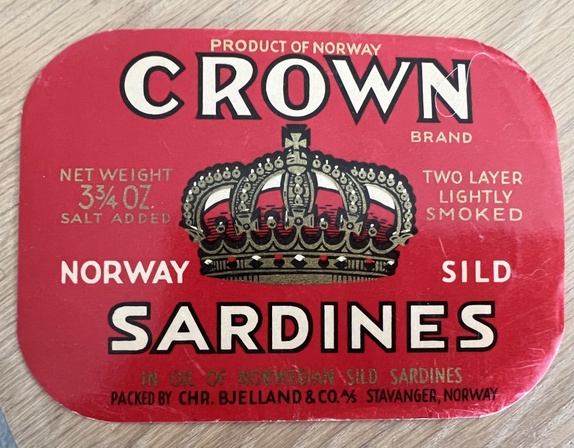 PRODUCT OF NORWAY
CROWN
BRAND
NET WEIGHT
3¾ OZ.
SALT ADDED
TWO LAYER
LIGHTLY
SMOKED
NORWAY SILD
SARDINES
IN OIL OF NORWEGIAN SILD SARDINES
PACKED BY CHR. BJELLAND & CO. A/S STAVANGER, NORWAY